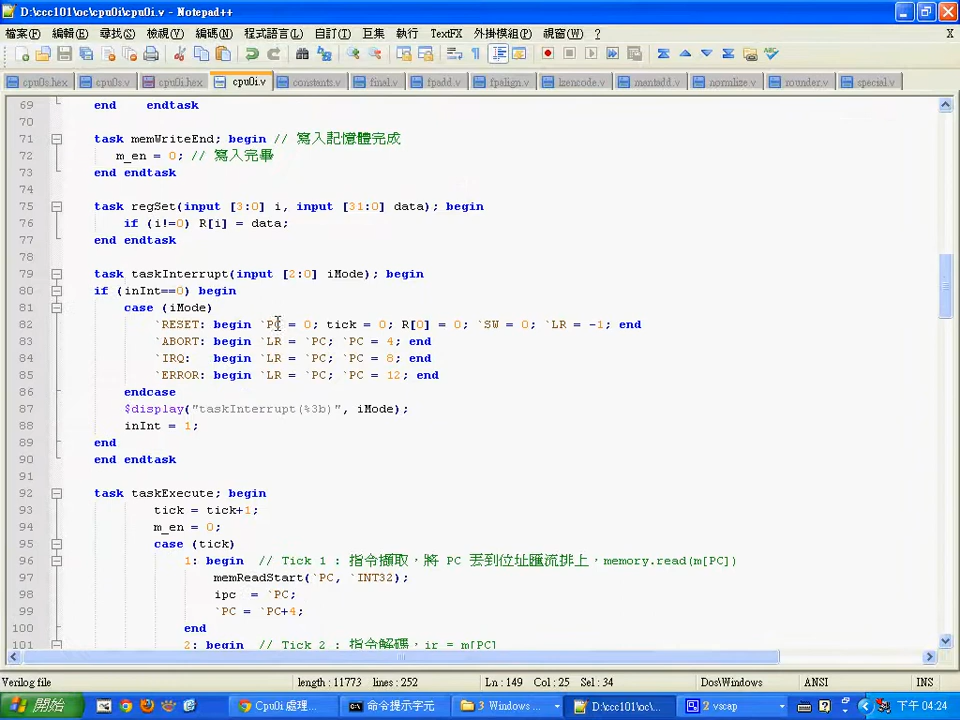 D:\ccc101\oc\cpu0i\cpu0i.v - Notepad++
檔案(F) 編輯(E) 尋找(S) 檢視(V) 編碼(N) 程式語言(L) 自訂(T) 巨集 執行 TextFX 外掛模組(P) 視窗(W) ? X
cpu0s.hex cpu0s.v cpu0i.hex cpu0i.v constants.v final.v fpadd.v fpalign.v lzencode.v mantadd.v normlize.v rounder.v special.v
69 end endtask
70
71 task memWriteEnd; begin // 寫入記憶體完成
72 m_en = 0; // 寫入完畢
73 end endtask
74
75 task regSet(input [3:0] i, input [31:0] data); begin
76 if (i!=0) R[i] = data;
77 end endtask
78
79 task taskInterrupt(input [2:0] iMode); begin
80 if (inInt==0) begin
81 case (iMode)
82 `RESET: begin `PC = 0; tick = 0; R[0] = 0; `SW = 0; `LR = -1; end
83 `ABORT: begin `LR = `PC; `PC = 4; end
84 `IRQ: begin `LR = `PC; `PC = 8; end
85 `ERROR: begin `LR = `PC; `PC = 12; end
86 endcase
87 $display("taskInterrupt(%3b)", iMode);
88 inInt = 1;
89 end
90 end endtask
91
92 task taskExecute; begin
93 tick = tick+1;
94 m_en = 0;
95 case (tick)
96 1: begin // Tick 1 : 指令擷取，將 PC 丟到位址匯流排上，memory.read(m[PC])
97 memReadStart(`PC, `INT32);
98 ipc = `PC;
99 `PC = `PC+4;
100 end
101 2: begin // Tick 2 : 指令解碼，ir = m[PC]
Verilog file length : 11773 lines : 252 Ln : 149 Col : 25 Sel : 34 Dos\Windows ANSI INS
開始 Cpu0i 處理... 命令提示字元 3 Windows ... D:\ccc101\oc\... 2 vscap 下午 04:24